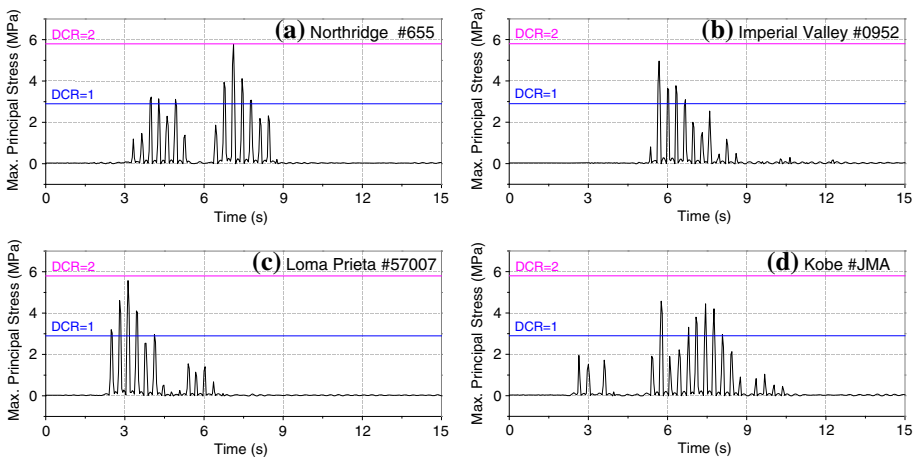 Max. Principal Stress (MPa)
6
4
2
0
DCR=2
DCR=1
(a) Northridge #655
0 3 6 9 12 15
Time (s)
Max. Principal Stress (MPa)
6
4
2
0
DCR=2
DCR=1
(b) Imperial Valley #0952
0 3 6 9 12 15
Time (s)
Max. Principal Stress (MPa)
6
4
2
0
DCR=2
DCR=1
(c) Loma Prieta #57007
0 3 6 9 12 15
Time (s)
Max. Principal Stress (MPa)
6
4
2
0
DCR=2
DCR=1
(d) Kobe #JMA
0 3 6 9 12 15
Time (s)